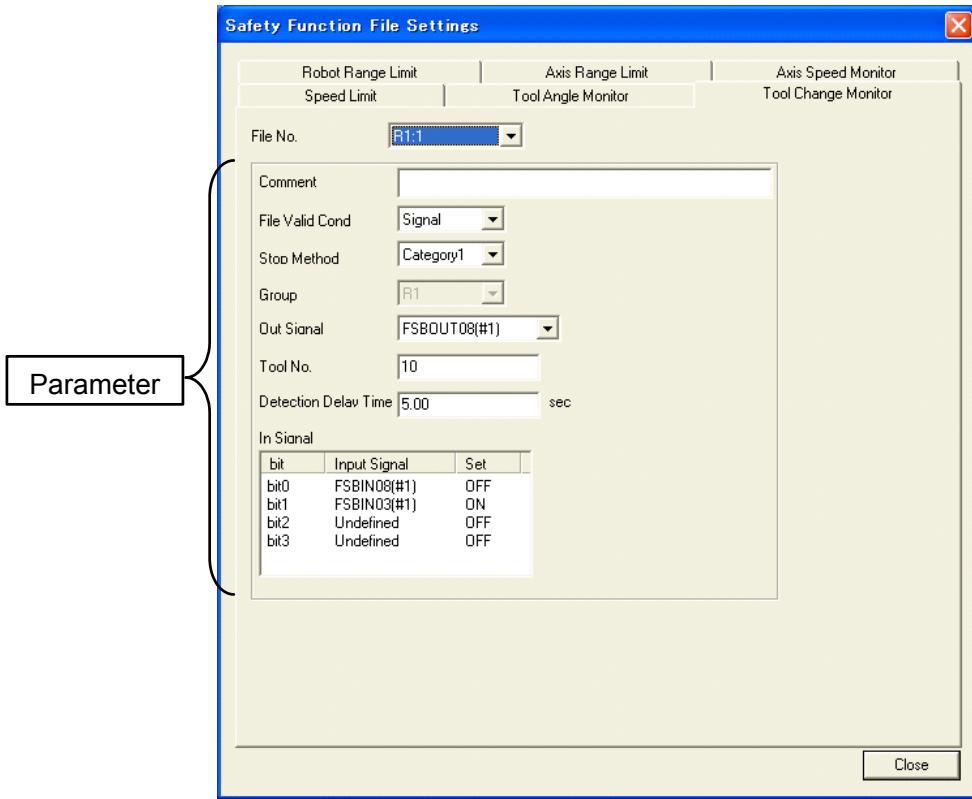 Safety Function File Settings
Robot Range Limit Axis Range Limit Axis Speed Monitor
Speed Limit Tool Angle Monitor Tool Change Monitor
File No. R1:1
Comment
File Valid Cond Signal
Stop Method Category1
Group R1
Out Signal FSBOUT08(#1)
Tool No. 10
Parameter
Detection Delay Time 5.00 sec
In Signal
bit Input Signal Set
bit0 FSBIN08(#1) OFF
bit1 FSBIN03(#1) ON
bit2 Undefined OFF
bit3 Undefined OFF
Close